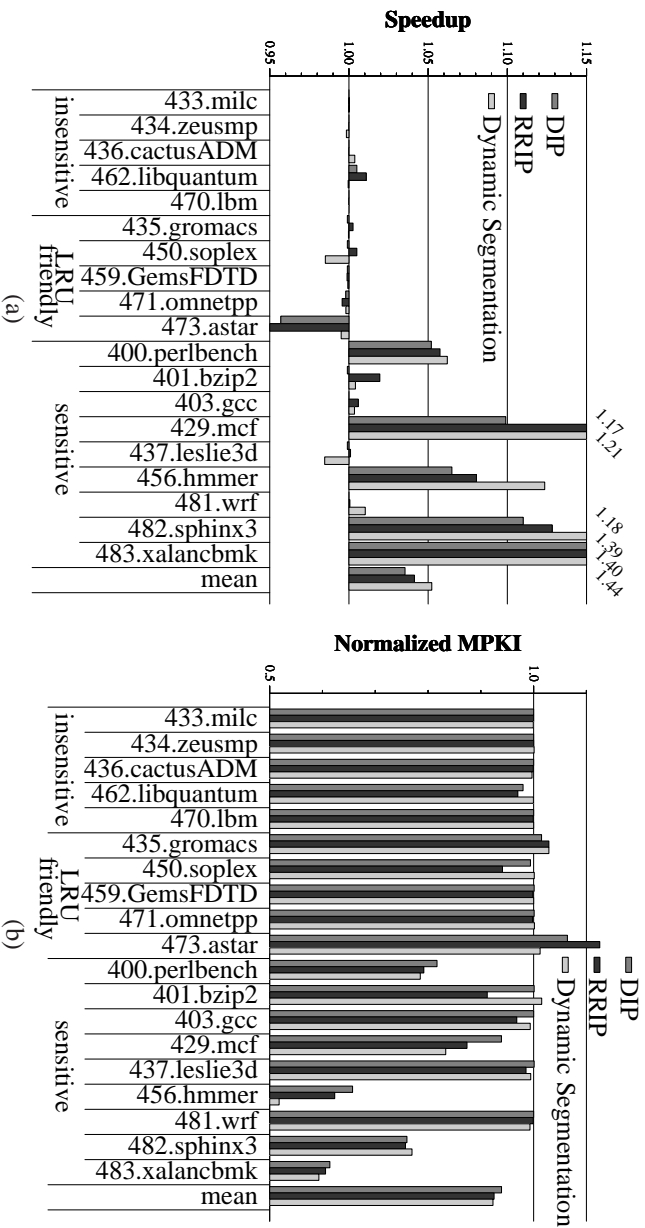 Speedup
0.95
1.00
1.05
1.10
1.15
DIP
RRIP
Dynamic Segmentation
1.17
1.21
1.18
1.39
1.40
1.44
433.milc
434.zeusmp
436.cactusADM
462.libquantum
470.lbm
435.gromacs
450.soplex
459.GemsFDTD
471.omnetpp
473.astar
400.perlbench
401.bzip2
403.gcc
429.mcf
437.leslie3d
456.hmmer
481.wrf
482.sphinx3
483.xalancbmk
mean
insensitive
LRU
friendly
sensitive
(a)
Normalized MPKI
0.5
1.0
DIP
RRIP
Dynamic Segmentation
433.milc
434.zeusmp
436.cactusADM
462.libquantum
470.lbm
435.gromacs
450.soplex
459.GemsFDTD
471.omnetpp
473.astar
400.perlbench
401.bzip2
403.gcc
429.mcf
437.leslie3d
456.hmmer
481.wrf
482.sphinx3
483.xalancbmk
mean
insensitive
LRU
friendly
sensitive
(b)